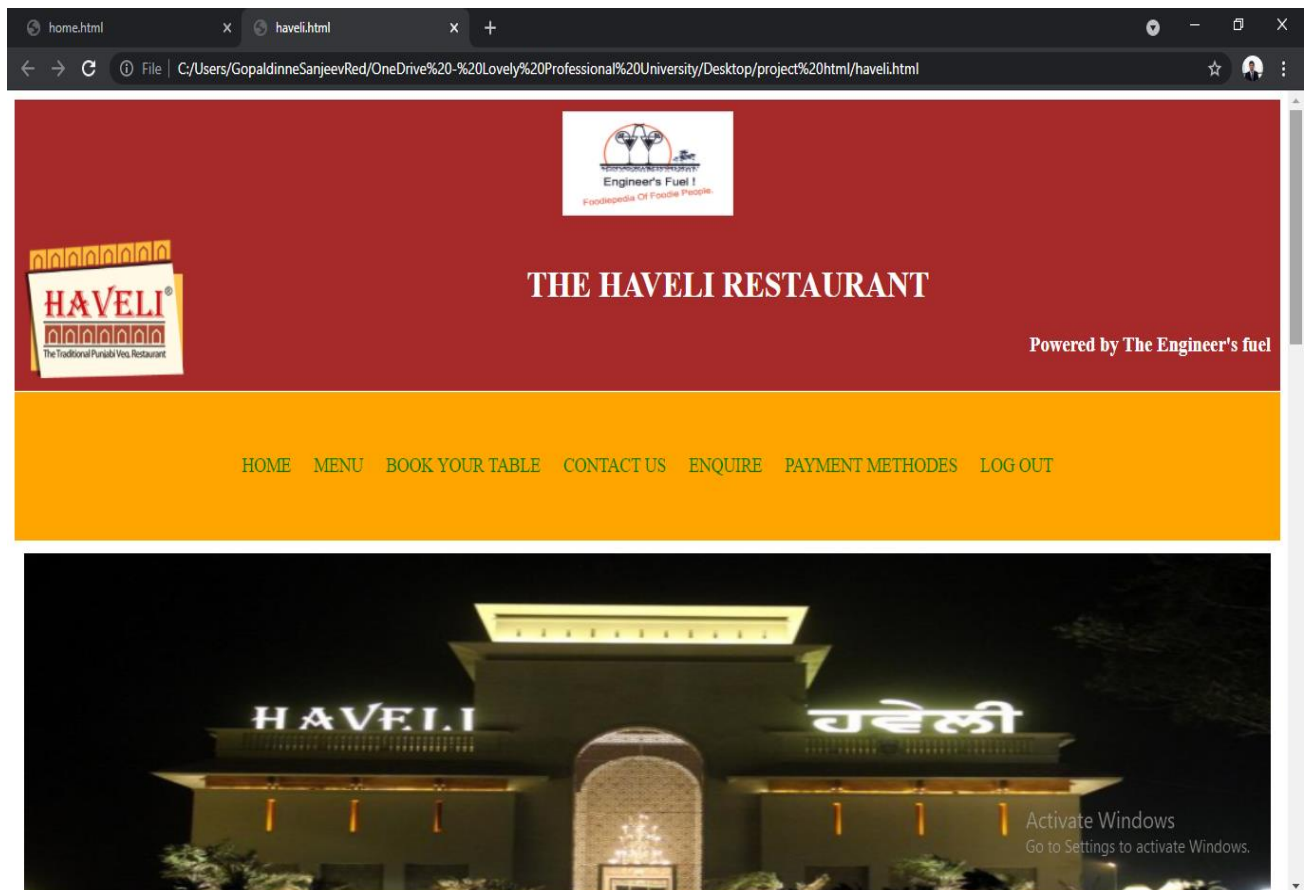 home.html
haveli.html
File
C:/Users/GopaldinneSanjeevRed/OneDrive%20-%20Lovely%20Professional%20University/Desktop/project%20html/haveli.html
Engineer's Fuel !
Foodiepedia Of Foodie People.
HAVELI®
The Traditional Punjabi Veg. Restaurant
THE HAVELI RESTAURANT
Powered by The Engineer's fuel
HOME MENU BOOK YOUR TABLE CONTACT US ENQUIRE PAYMENT METHODES LOG OUT
HAVELI ਹਵੇਲੀ
Activate Windows
Go to Settings to activate Windows.